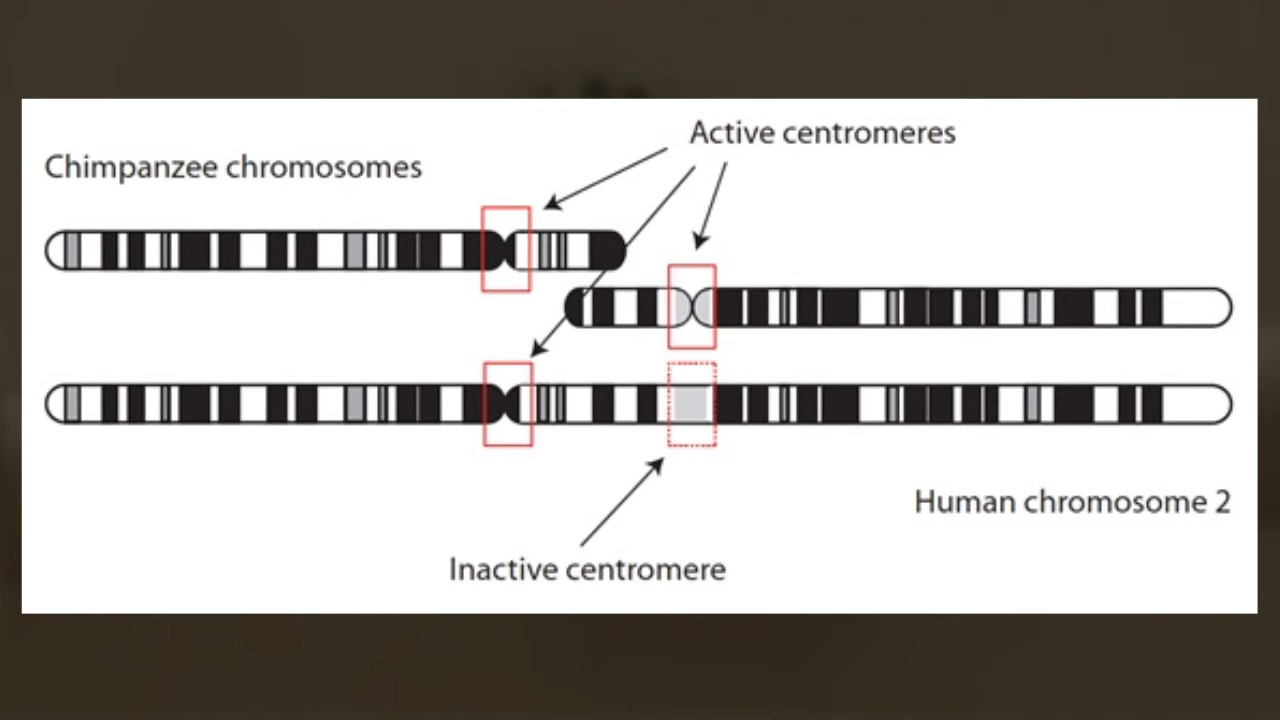 Active centromeres
Chimpanzee chromosomes
Human chromosome 2
Inactive centromere